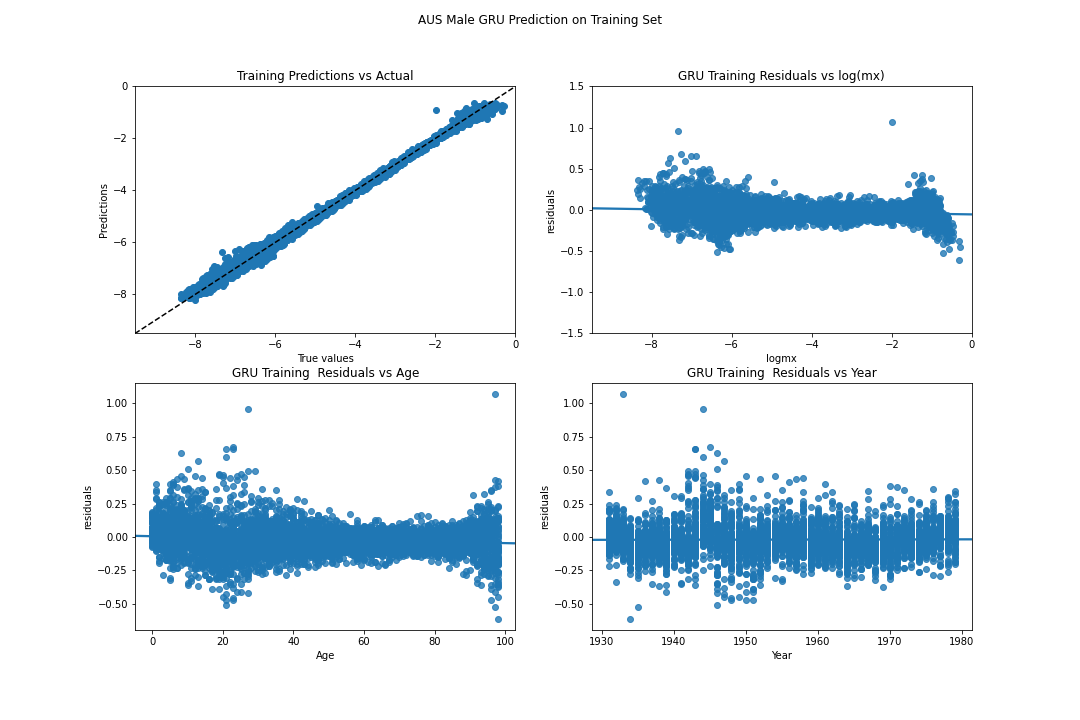 AUS Male GRU Prediction on Training Set
Training Predictions vs Actual
0
−2
−4
−6
−8
Predictions
−8 −6 −4 −2 0
True values
GRU Training Residuals vs log(mx)
1.5
1.0
0.5
0.0
−0.5
−1.0
−1.5
residuals
−8 −6 −4 −2 0
logmx
GRU Training  Residuals vs Age
1.00
0.75
0.50
0.25
0.00
−0.25
−0.50
residuals
0 20 40 60 80 100
Age
GRU Training  Residuals vs Year
1.00
0.75
0.50
0.25
0.00
−0.25
−0.50
residuals
1930 1940 1950 1960 1970 1980
Year